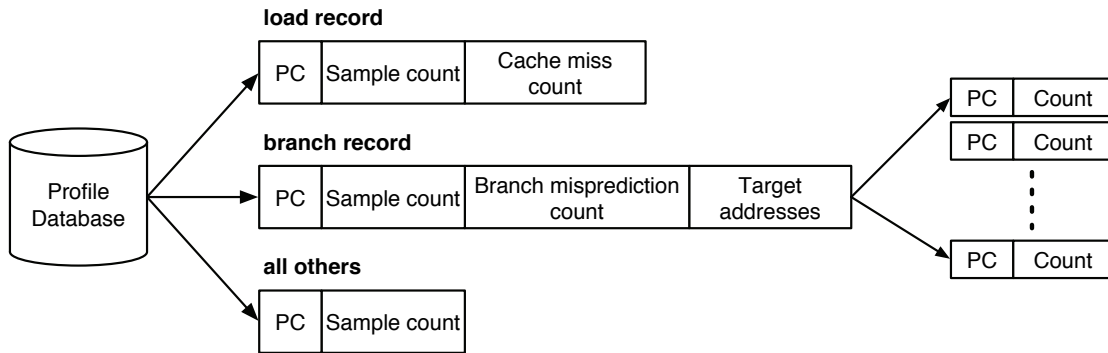 load record
PC Sample count Cache miss
count
PC Count
branch record
PC Count
Profile
Database
PC Sample count Branch misprediction
count Target
addresses
all others
PC Count
PC Sample count